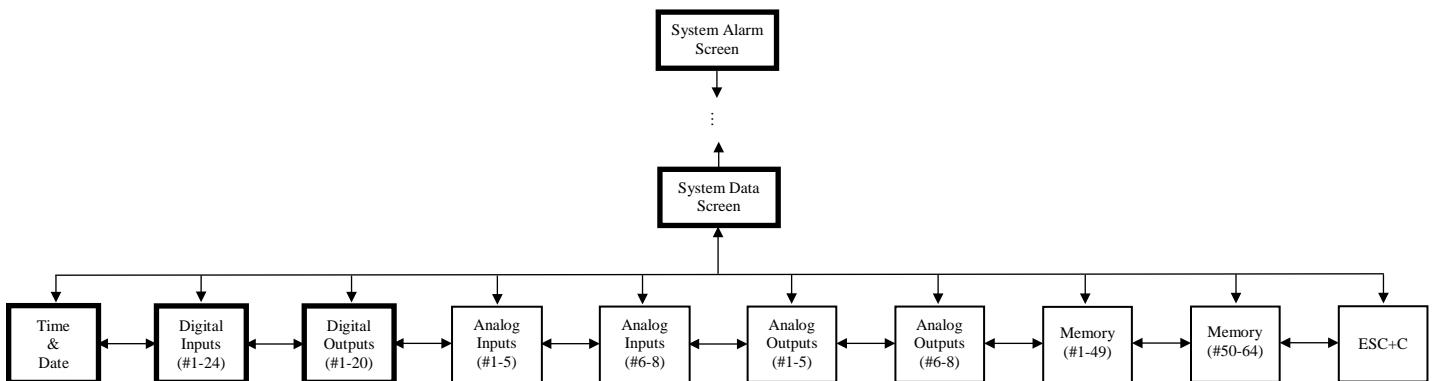 System Alarm
Screen
⋮
System Data
Screen
Time
&
Date
Digital
Inputs
(#1-24)
Digital
Outputs
(#1-20)
Analog
Inputs
(#1-5)
Analog
Inputs
(#6-8)
Analog
Outputs
(#1-5)
Analog
Outputs
(#6-8)
Memory
(#1-49)
Memory
(#50-64)
ESC+C